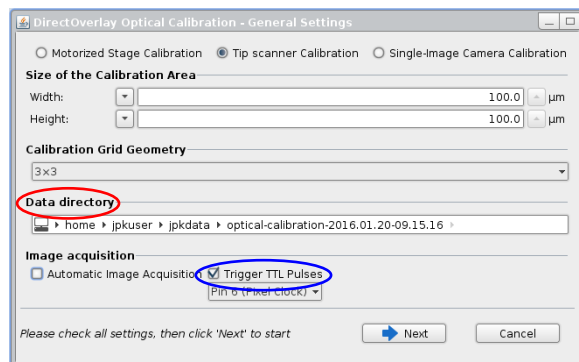 DirectOverlay Optical Calibration - General Settings
Motorized Stage Calibration Tip scanner Calibration Single-Image Camera Calibration
Size of the Calibration Area
Width: 100.0 µm
Height: 100.0 µm
Calibration Grid Geometry
3×3
Data directory
home jpkuser jpkdata optical-calibration-2016.01.20-09.15.16
Image acquisition
Automatic Image Acquisition Trigger TTL Pulses
Pin 6 (Pixel Clock)
Please check all settings, then click 'Next' to start Next Cancel